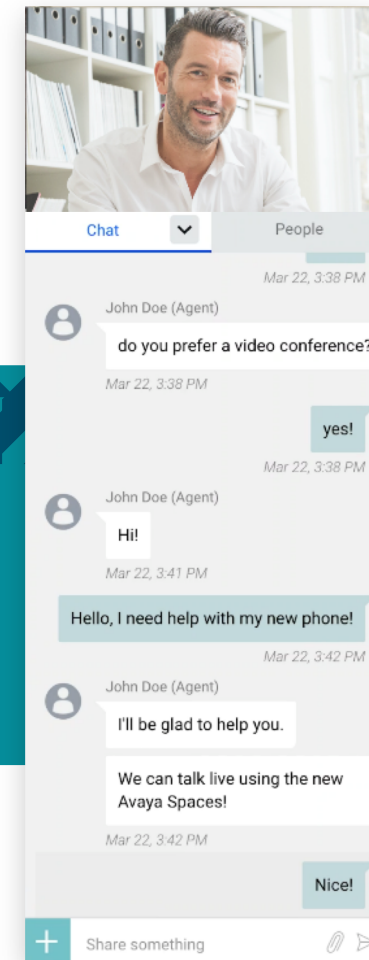 Chat
People
Mar 22, 3:38 PM
John Doe (Agent)
do you prefer a video conference?
Mar 22, 3:38 PM
yes!
Mar 22, 3:38 PM
John Doe (Agent)
Hi!
Mar 22, 3:41 PM
Hello, I need help with my new phone!
Mar 22, 3:42 PM
John Doe (Agent)
I'll be glad to help you.
We can talk live using the new
Avaya Spaces!
Mar 22, 3:42 PM
Nice!
Share something